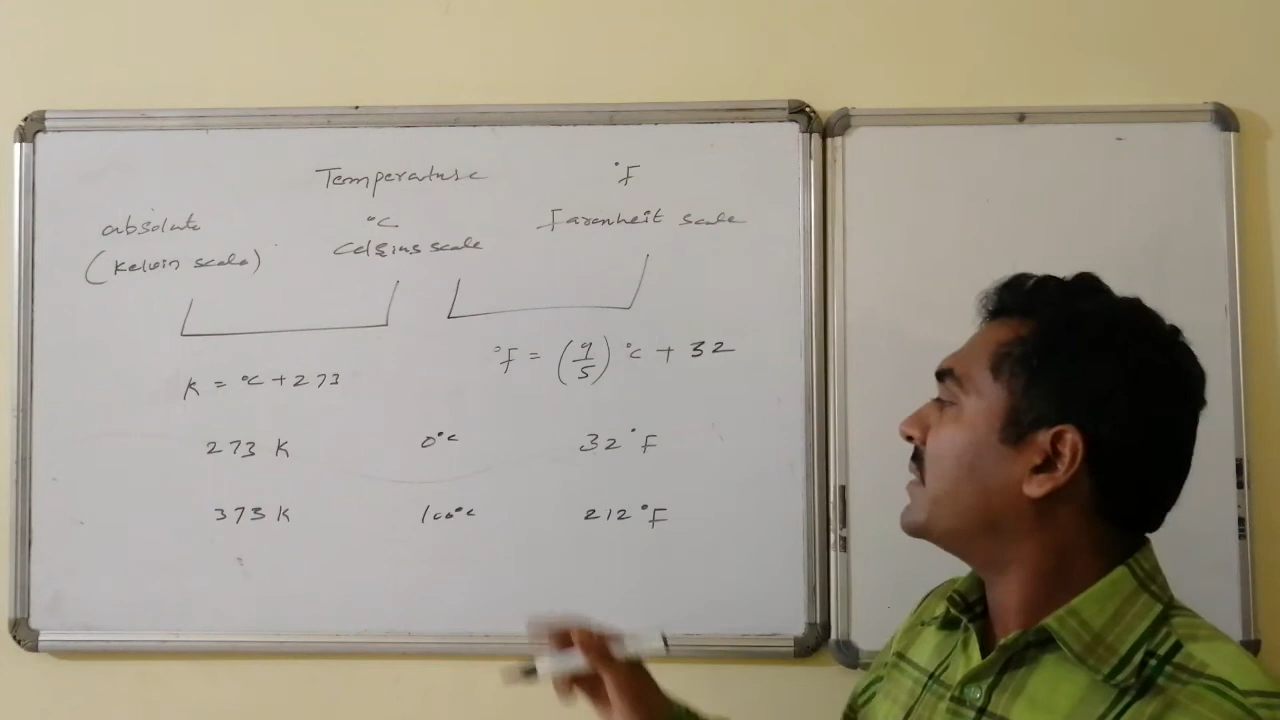 Temperature
°F
absolute
°C
Farenheit scale
(Kelvin scale)
Celsius scale
°F = (9/5) °C + 32
K = °C + 273
273 K
0°C
32°F
373 K
100°C
212°F